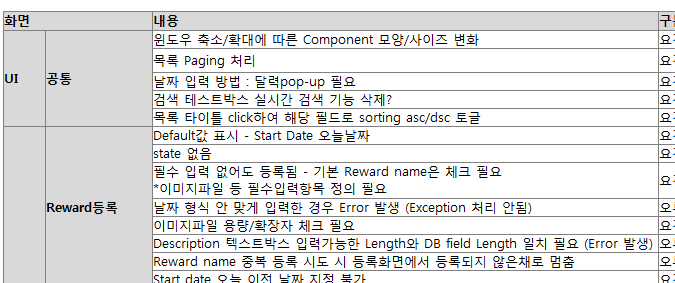 화면 내용 구
윈도우 축소/확대에 따른 Component 모양/사이즈 변화 요
목록 Paging 처리 요
UI 공통 날짜 입력 방법 : 달력pop-up 필요 요
검색 테스트박스 실시간 검색 기능 삭제? 요
목록 타이틀 click하여 해당 필드로 sorting asc/dsc 토글 요
Default값 표시 - Start Date 오늘날짜 요
state 없음 요
필수 입력 없어도 등록됨 - 기본 Reward name은 체크 필요 요
*이미지파일 등 필수입력항목 정의 필요
Reward등록 날짜 형식 안 맞게 입력한 경우 Error 발생 (Exception 처리 안됨) 오
이미지파일 용량/확장자 체크 필요 요
Description 텍스트박스 입력가능한 Length와 DB field Length 일치 필요 (Error 발생) 오
Reward name 중복 등록 시도 시 등록화면에서 등록되지 않은채로 멈춤 오
Start date 오늘 이전 날짜 지정 불가